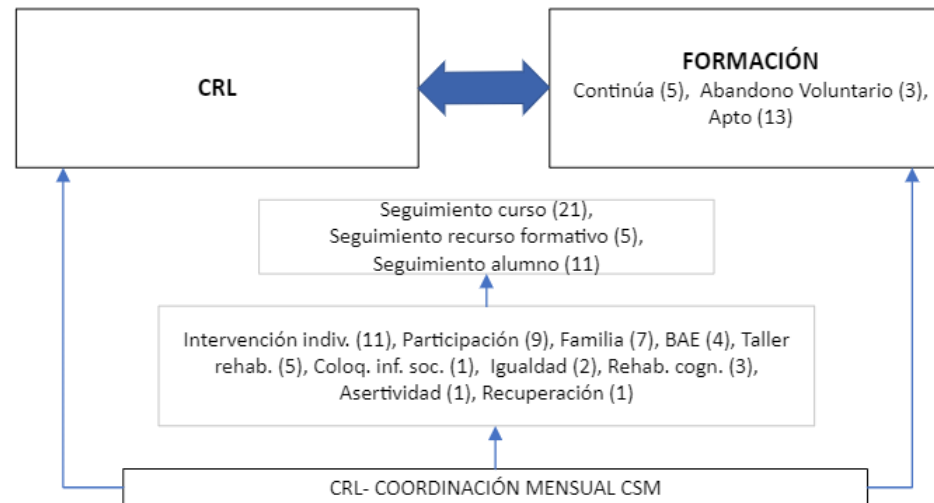 CRL
FORMACIÓN
Continúa (5),  Abandono Voluntario (3),
Apto (13)
Seguimiento curso (21),
Seguimiento recurso formativo (5),
Seguimiento alumno (11)
Intervención indiv. (11), Participación (9), Familia (7), BAE (4), Taller
rehab. (5), Coloq. inf. soc. (1),  Igualdad (2), Rehab. cogn. (3),
Asertividad (1), Recuperación (1)
CRL- COORDINACIÓN MENSUAL CSM